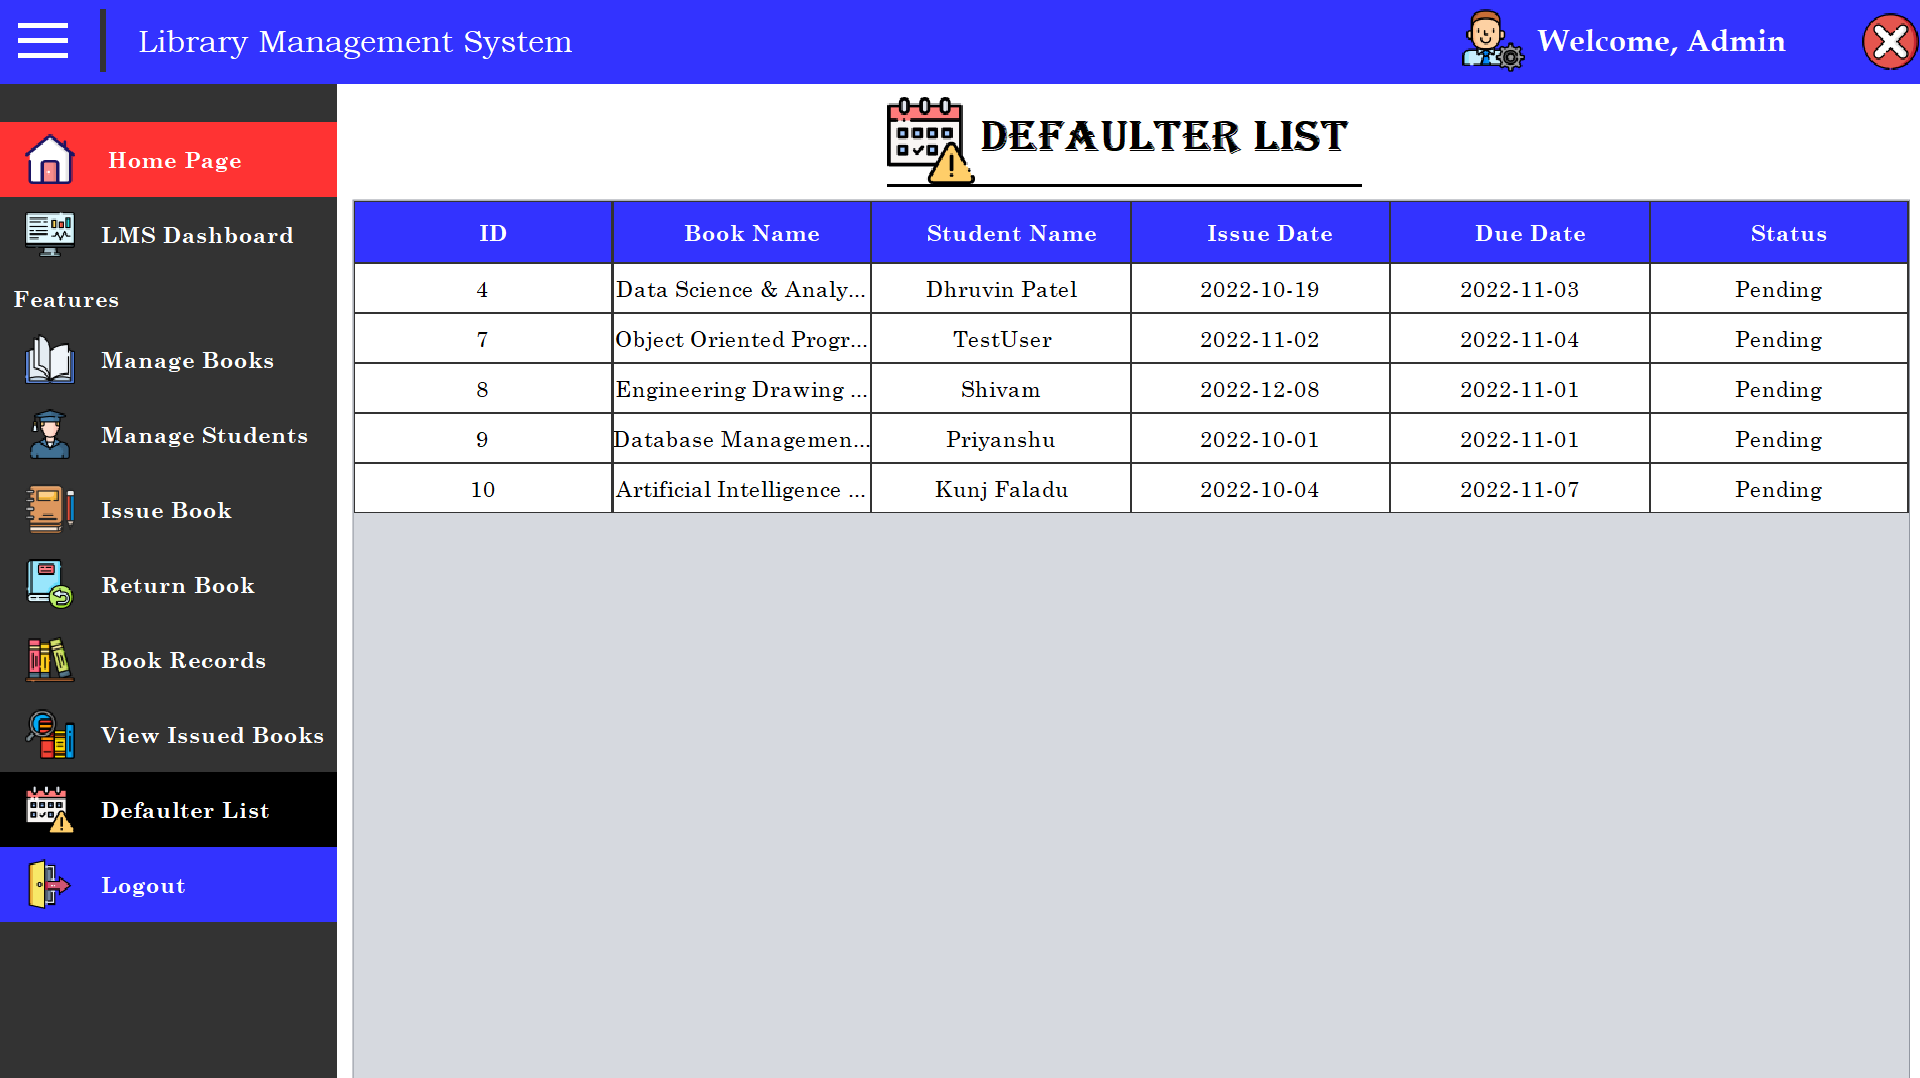 Library Management System
Welcome, Admin
Home Page
LMS Dashboard
Features
Manage Books
Manage Students
Issue Book
Return Book
Book Records
View Issued Books
Defaulter List
Logout
DEFAULTER LIST
ID Book Name Student Name Issue Date Due Date Status
4 Data Science & Analy... Dhruvin Patel 2022-10-19 2022-11-03 Pending
7 Object Oriented Progr... TestUser 2022-11-02 2022-11-04 Pending
8 Engineering Drawing ... Shivam 2022-12-08 2022-11-01 Pending
9 Database Managemen... Priyanshu 2022-10-01 2022-11-01 Pending
10 Artificial Intelligence ... Kunj Faladu 2022-10-04 2022-11-07 Pending